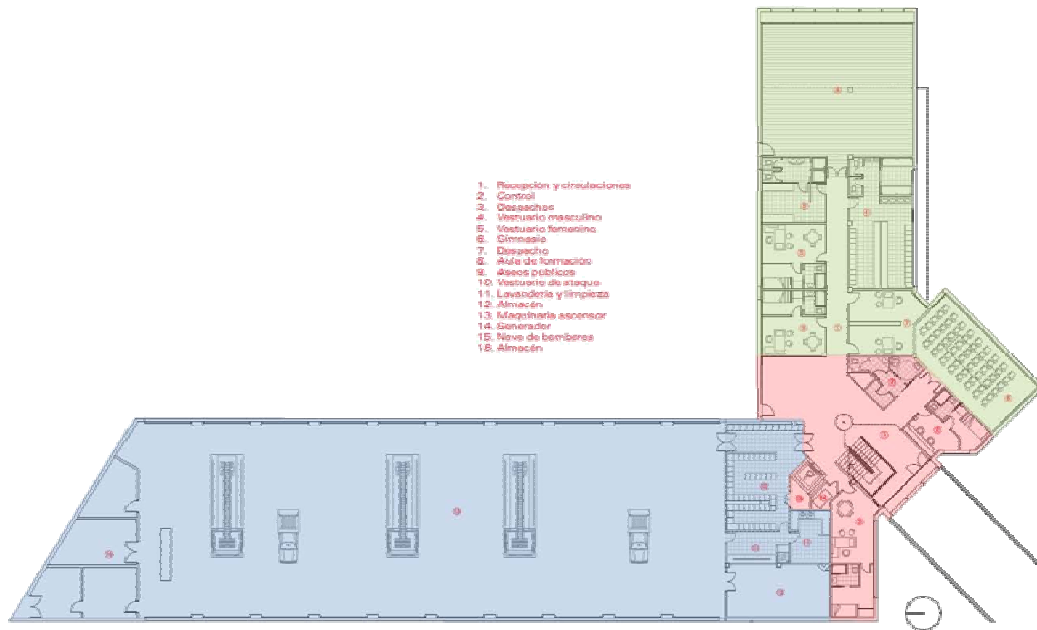 1. Recepción y circulaciones
2. Control
3. Despachos
4. Vestuario masculino
5. Vestuario femenino
6. Gimnasio
7. Despacho
8. Aula de formación
9. Aseos públicos
10. Vestuario de ataque
11. Lavandería y limpieza
12. Almacén
13. Maquinaria ascensor
14. Generador
15. Nave de bomberos
16. Almacén